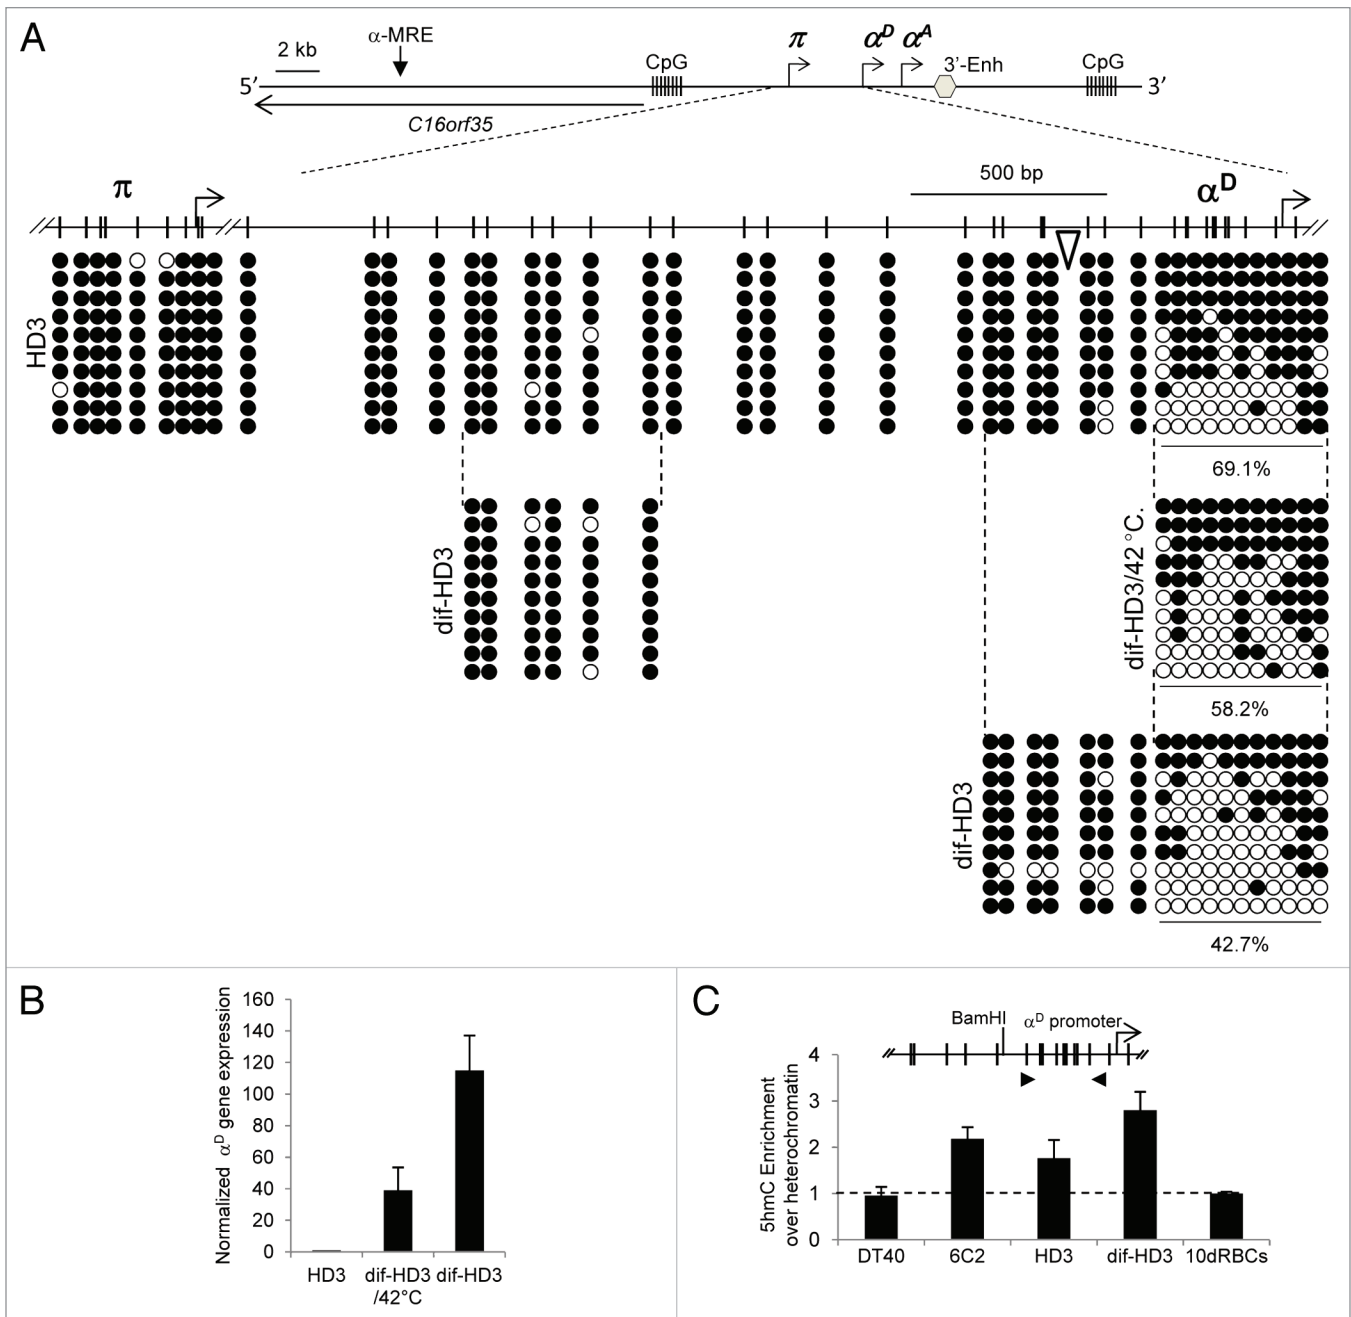 A
2 kb
α-MRE
π
αD
αA
CpG
3'-Enh
CpG
5'
3'
C16orf35
500 bp
π
αD
HD3
69.1%
dif-HD3
dif-HD3/42 °C.
58.2%
dif-HD3
42.7%
B
Normalized αD gene expression
160
140
120
100
80
60
40
20
0
HD3
dif-HD3
/42°C
dif-HD3
C
BamHI
αD promoter
5hmC Enrichment
over heterochromatin
4
3
2
1
0
DT40
6C2
HD3
dif-HD3
10dRBCs